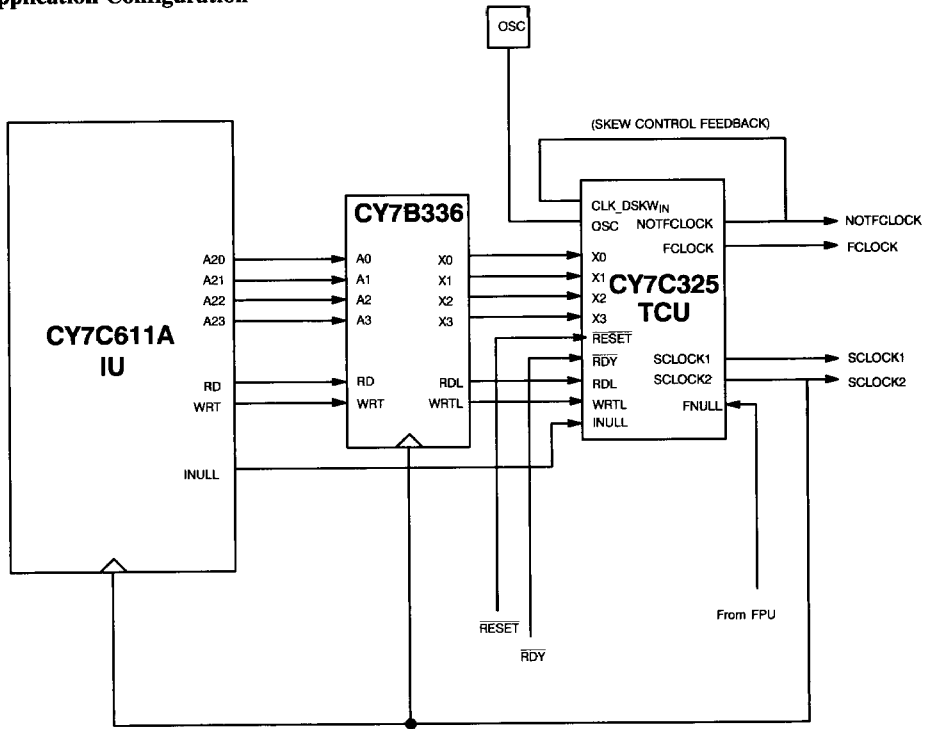 pplication Configuration
OSC
(SKEW CONTROL FEEDBACK)
CY7C611A
IU
A20
A21
A22
A23
RD
WRT
INULL
CY7B336
A0 X0
A1 X1
A2 X2
A3 X3
RD RDL
WRT WRTL
CLK_DSKWIN
OSC NOTFCLOCK
FCLOCK
X0
X1
CY7C325
X2
TCU
X3
RESET
RDY SCLOCK1
RDL SCLOCK2
WRTL FNULL
INULL
NOTFCLOCK
FCLOCK
SCLOCK1
SCLOCK2
From FPU
RESET
RDY